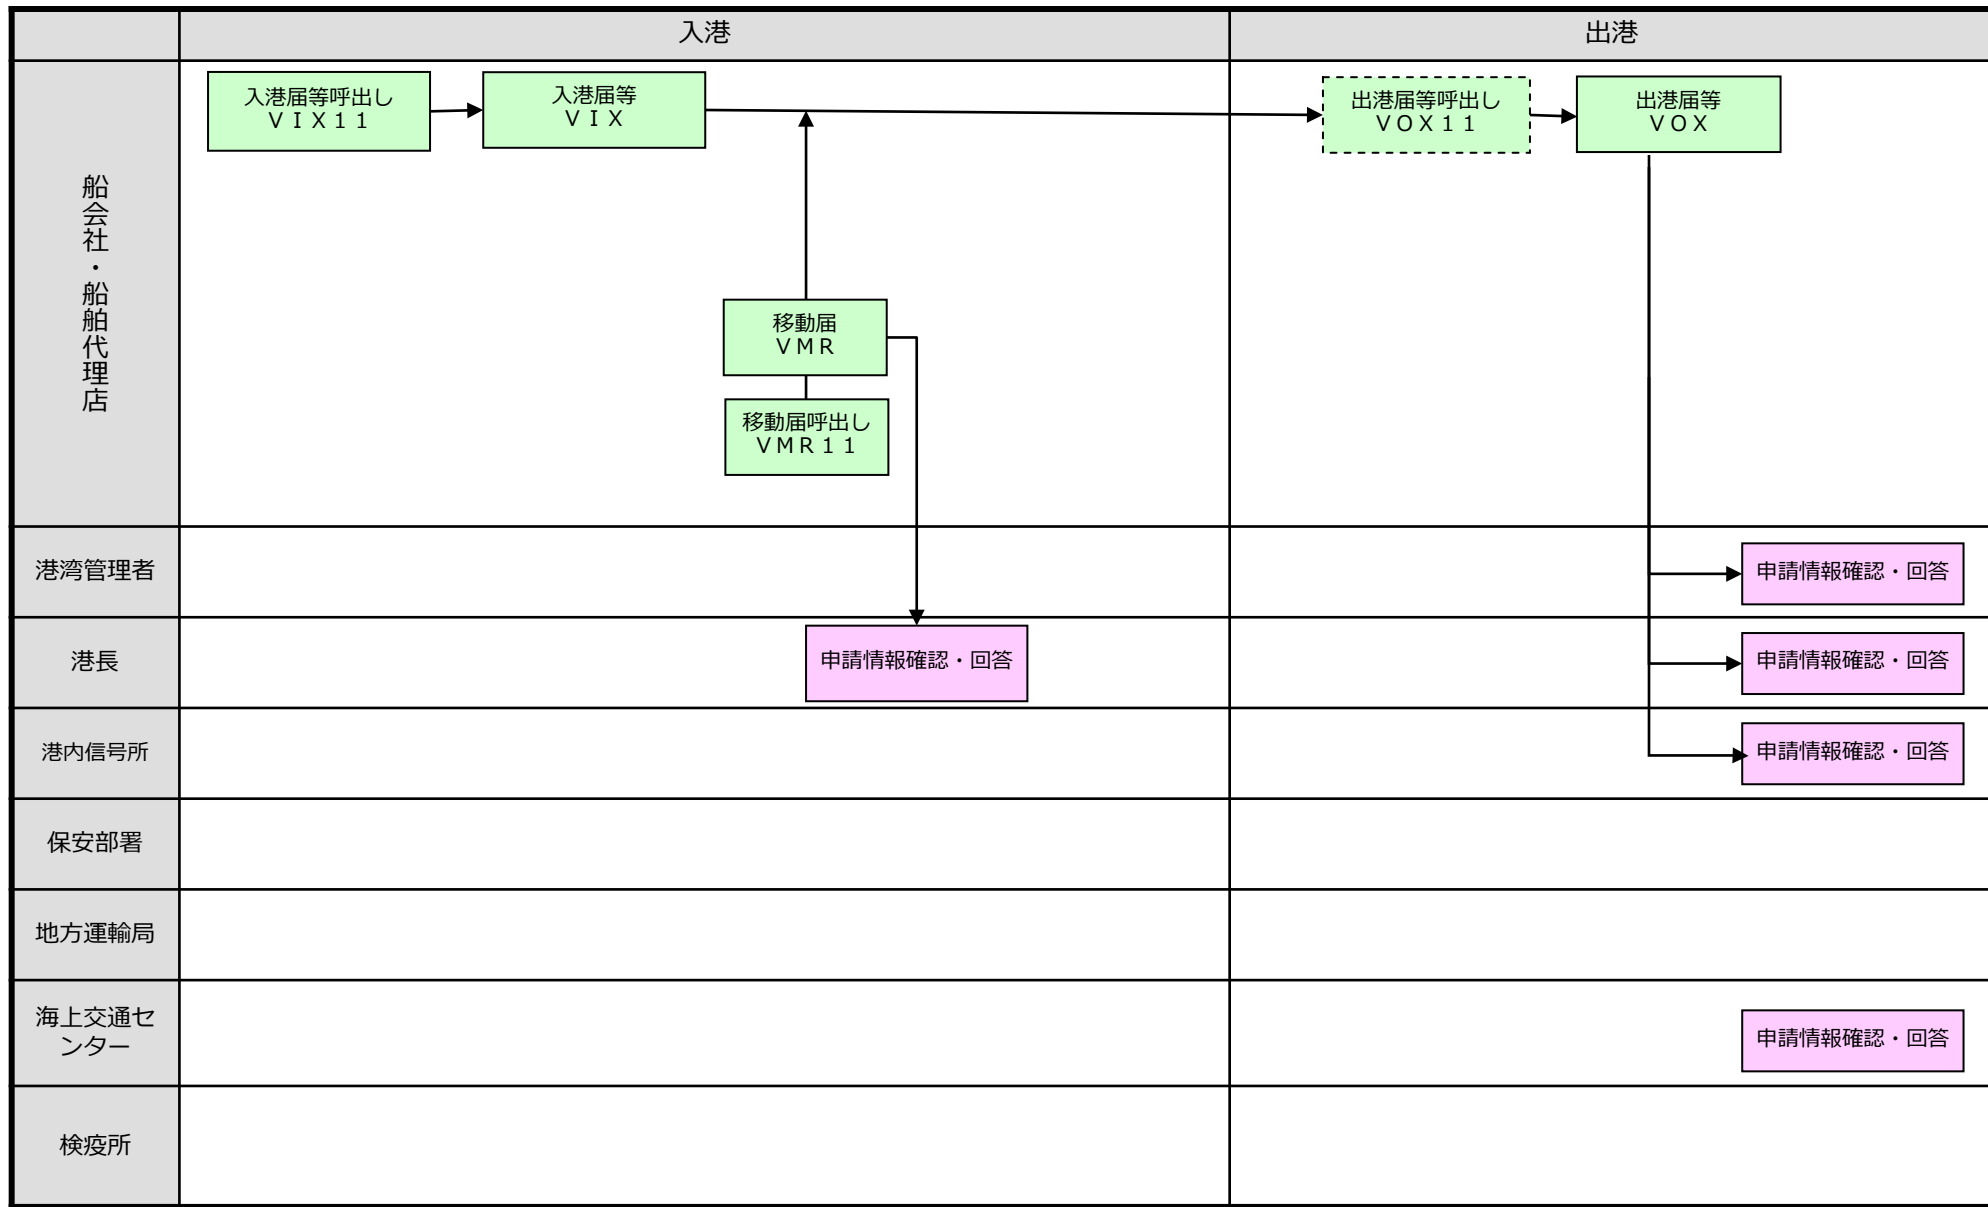 入港
出港
入港届等呼出し
ＶＩＸ１１
入港届等
ＶＩＸ
出港届等呼出し
ＶＯＸ１１
出港届等
ＶＯＸ
船会社・船舶代理店
移動届
ＶＭＲ
移動届呼出し
ＶＭＲ１１
港湾管理者
申請情報確認・回答
港長
申請情報確認・回答
申請情報確認・回答
港内信号所
申請情報確認・回答
保安部署
地方運輸局
海上交通セ
ンター
申請情報確認・回答
検疫所